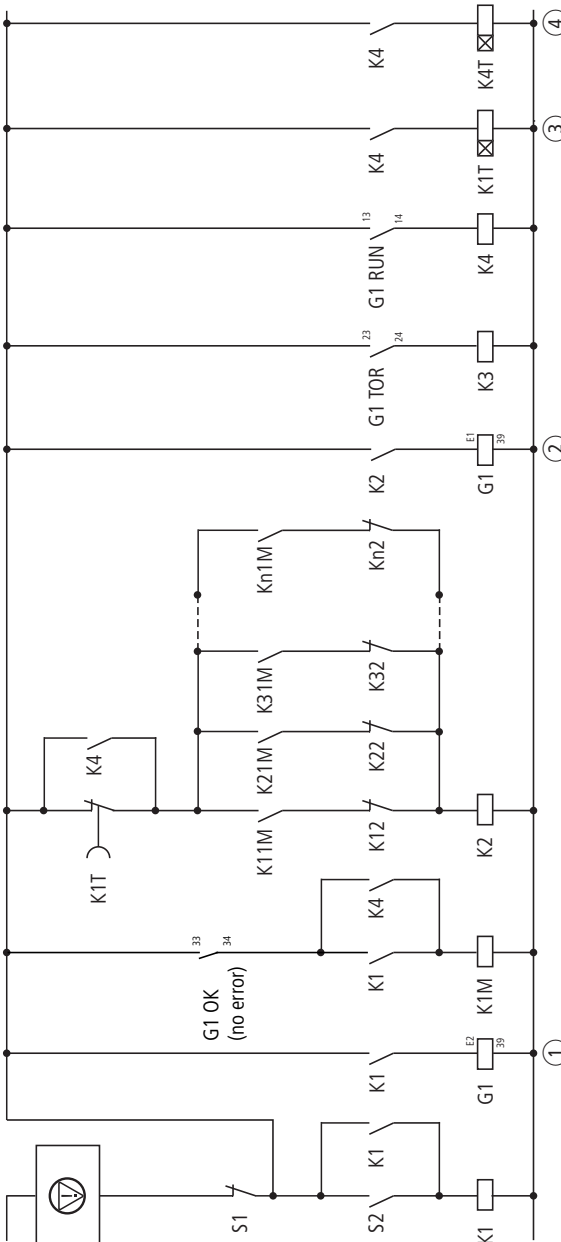 S1
S2
K1
K1
K1
G1
E2
39
①
G1 OK
(no error)
33
34
K1
K4
K1M
K1T
K4
K11M
K12
K2
K21M
K22
K31M
K32
Kn1M
Kn2
K2
G1
E1
39
②
G1 TOR
23
24
K3
G1 RUN
13
14
K4
K4
K1T
③
K4
K4T
④